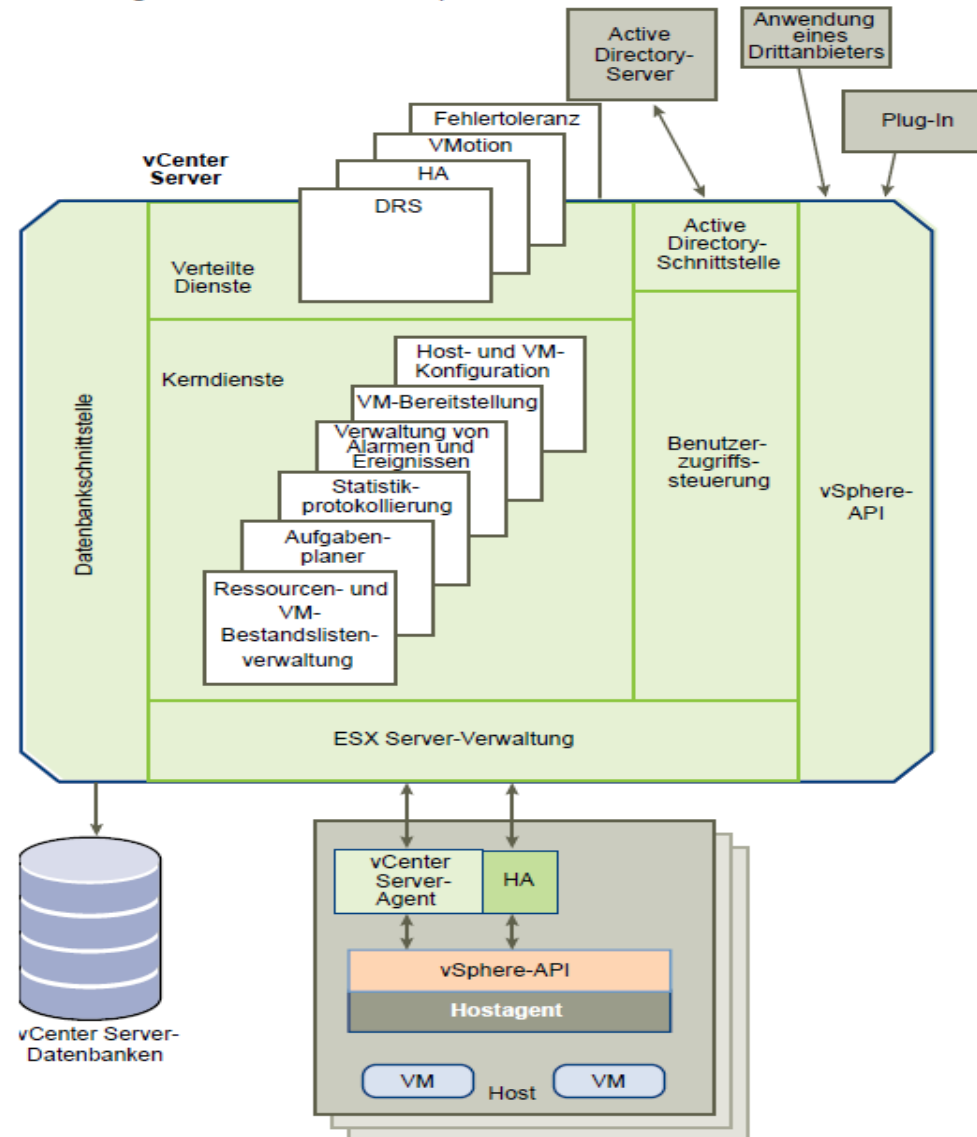 Active
Directory-
Server
Anwendung
eines
Drittanbieters
Plug-In
Fehlertoleranz
VMotion
HA
DRS
vCenter
Server
Verteilte
Dienste
Active
Directory-
Schnittstelle
Datenbankschnittstelle
Kerndienste
Host- und VM-
Konfiguration
VM-Bereitstellung
Verwaltung von
Alarmen und
Ereignissen
Statistik-
protokollierung
Aufgaben-
planer
Ressourcen- und
VM-
Bestandslisten-
verwaltung
Benutzer-
zugriffs-
steuerung
vSphere-
API
ESX Server-Verwaltung
vCenter
Server-
Agent
HA
vSphere-API
Hostagent
VM
Host
VM
vCenter Server-
Datenbanken